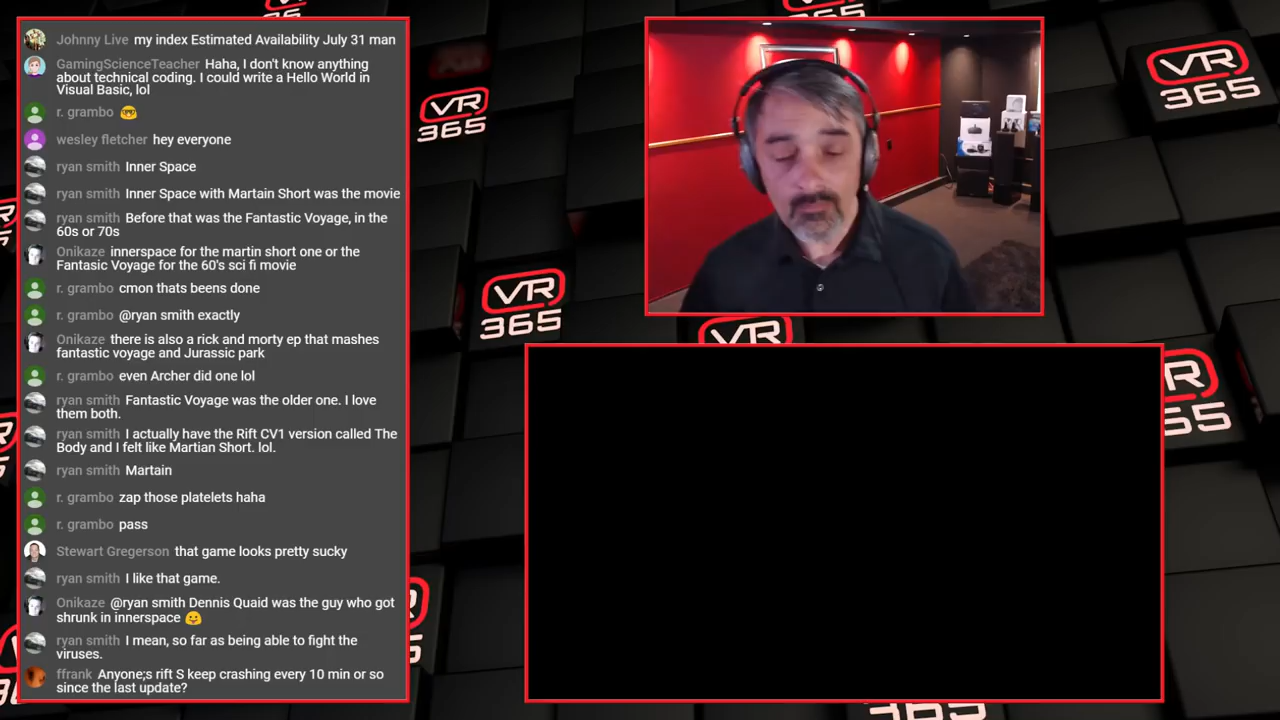 Johnny Live my index Estimated Availability July 31 man
GamingScienceTeacher Haha, I don't know anything
about technical coding. I could write a Hello World in
Visual Basic, lol
r. grambo 🤓
wesley fletcher hey everyone
ryan smith Inner Space
ryan smith Inner Space with Martain Short was the movie
ryan smith Before that was the Fantastic Voyage, in the
60s or 70s
Onikaze innerspace for the martin short one or the
Fantasic Voyage for the 60's sci fi movie
r. grambo cmon thats beens done
r. grambo @ryan smith exactly
Onikaze there is also a rick and morty ep that mashes
fantastic voyage and Jurassic park
r. grambo even Archer did one lol
ryan smith Fantastic Voyage was the older one. I love
them both.
ryan smith I actually have the Rift CV1 version called The
Body and I felt like Martian Short. lol.
ryan smith Martain
r. grambo zap those platelets haha
r. grambo pass
Stewart Gregerson that game looks pretty sucky
ryan smith I like that game.
Onikaze @ryan smith Dennis Quaid was the guy who got
shrunk in innerspace 😃
ryan smith I mean, so far as being able to fight the
viruses.
ffrank Anyone;s rift S keep crashing every 10 min or so
since the last update?
VR
365
VR
365
VR
365
VR
R
65
365